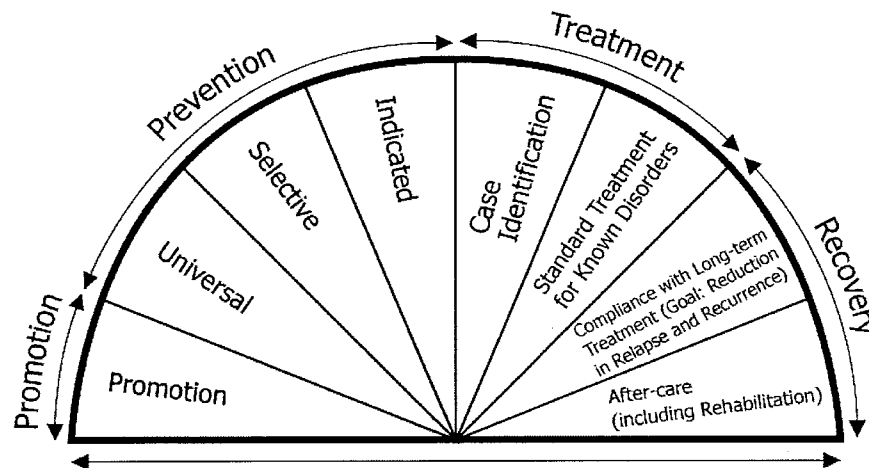 Promotion
Prevention
Treatment
Recovery
Promotion
Universal
Selective
Indicated
Case
Identification
Standard Treatment
for Known Disorders
Compliance with Long-term
Treatment (Goal: Reduction
in Relapse and Recurrence)
After-care
(including Rehabilitation)